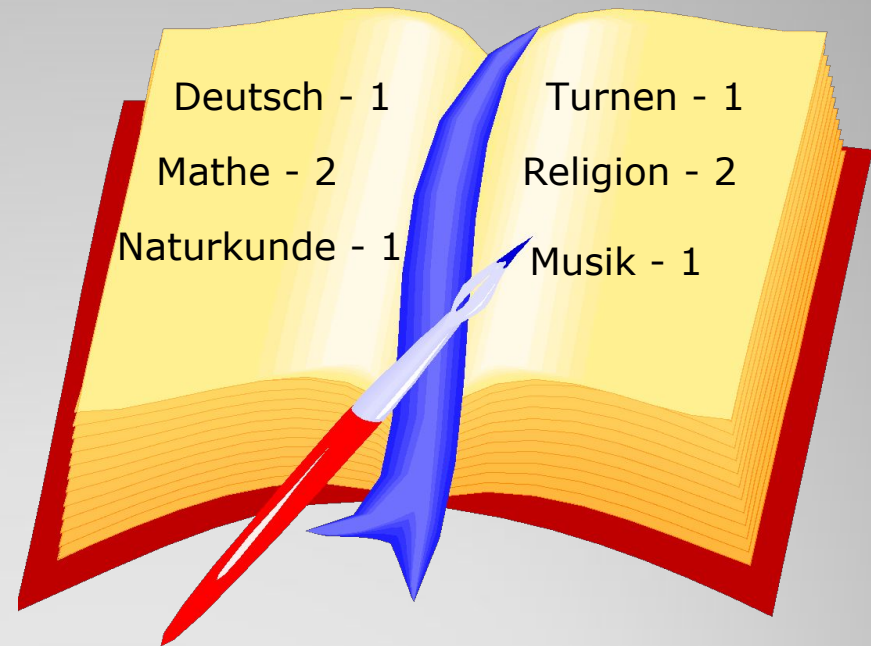 Deutsch - 1
Mathe - 2
Naturkunde - 1
Turnen - 1
Religion - 2
Musik - 1